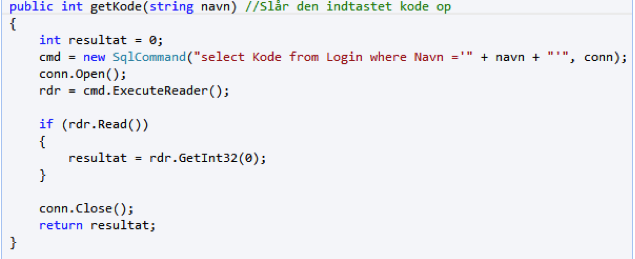 public int getKode(string navn) //Slår den indtastet kode op
{
    int resultat = 0;
    cmd = new SqlCommand("select Kode from Login where Navn ='" + navn + "'", conn);
    conn.Open();
    rdr = cmd.ExecuteReader();

    if (rdr.Read())
    {
        resultat = rdr.GetInt32(0);
    }

    conn.Close();
    return resultat;
}